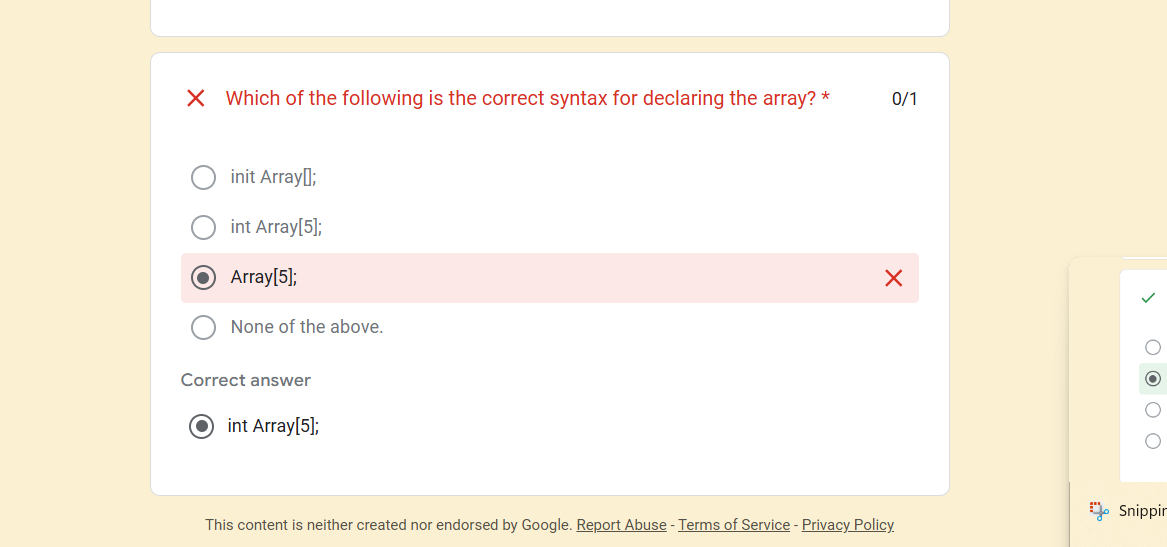 Which of the following is the correct syntax for declaring the array? *
0/1
init Array[];
int Array[5];
Array[5];
None of the above.
Correct answer
int Array[5];
This content is neither created nor endorsed by Google. Report Abuse - Terms of Service - Privacy Policy